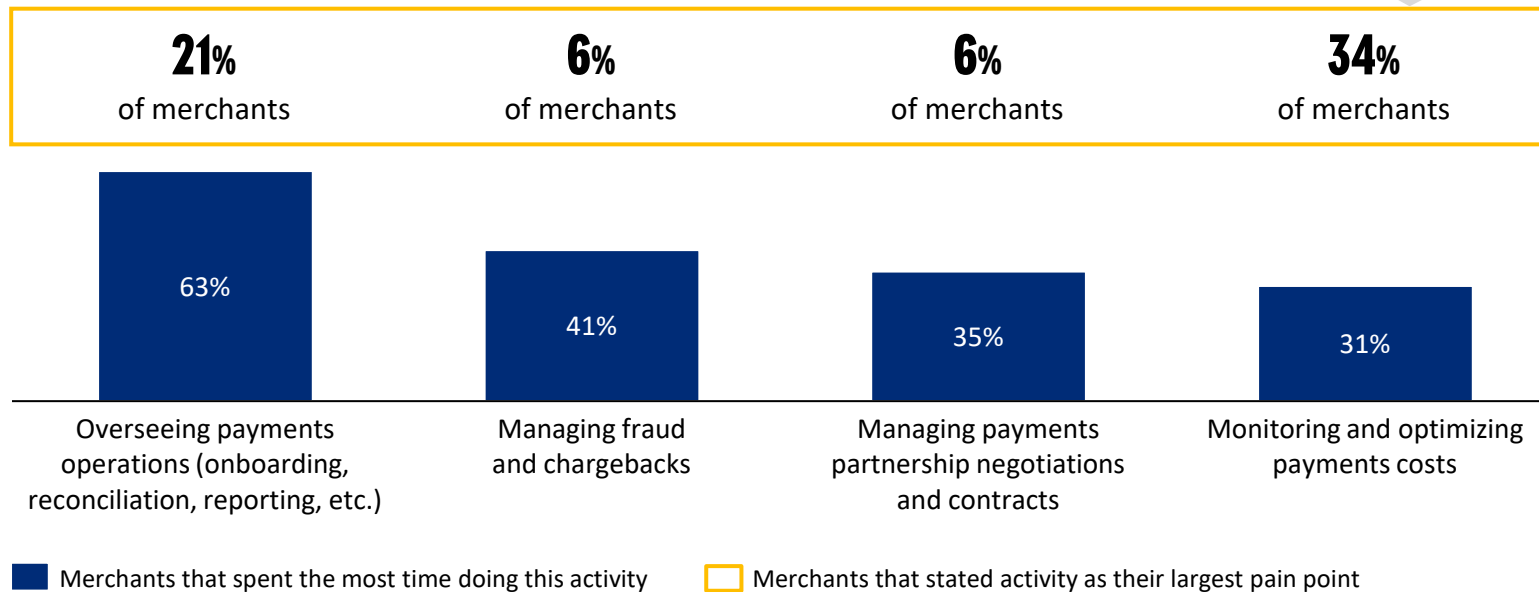 21%
of merchants
6%
of merchants
6%
of merchants
34%
of merchants
63%
41%
35%
31%
Overseeing payments
operations (onboarding,
reconciliation, reporting, etc.)
Managing fraud
and chargebacks
Managing payments
partnership negotiations
and contracts
Monitoring and optimizing
payments costs
Merchants that spent the most time doing this activity
Merchants that stated activity as their largest pain point